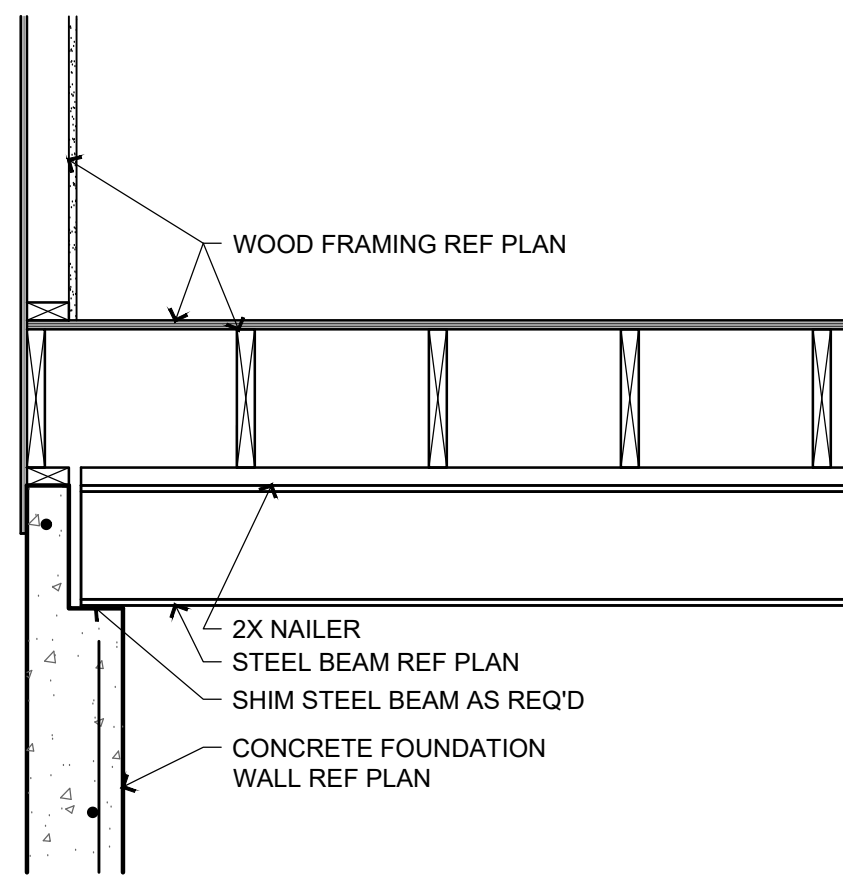 WOOD FRAMING REF PLAN
2X NAILER
STEEL BEAM REF PLAN
SHIM STEEL BEAM AS REQ'D
CONCRETE FOUNDATION
WALL REF PLAN